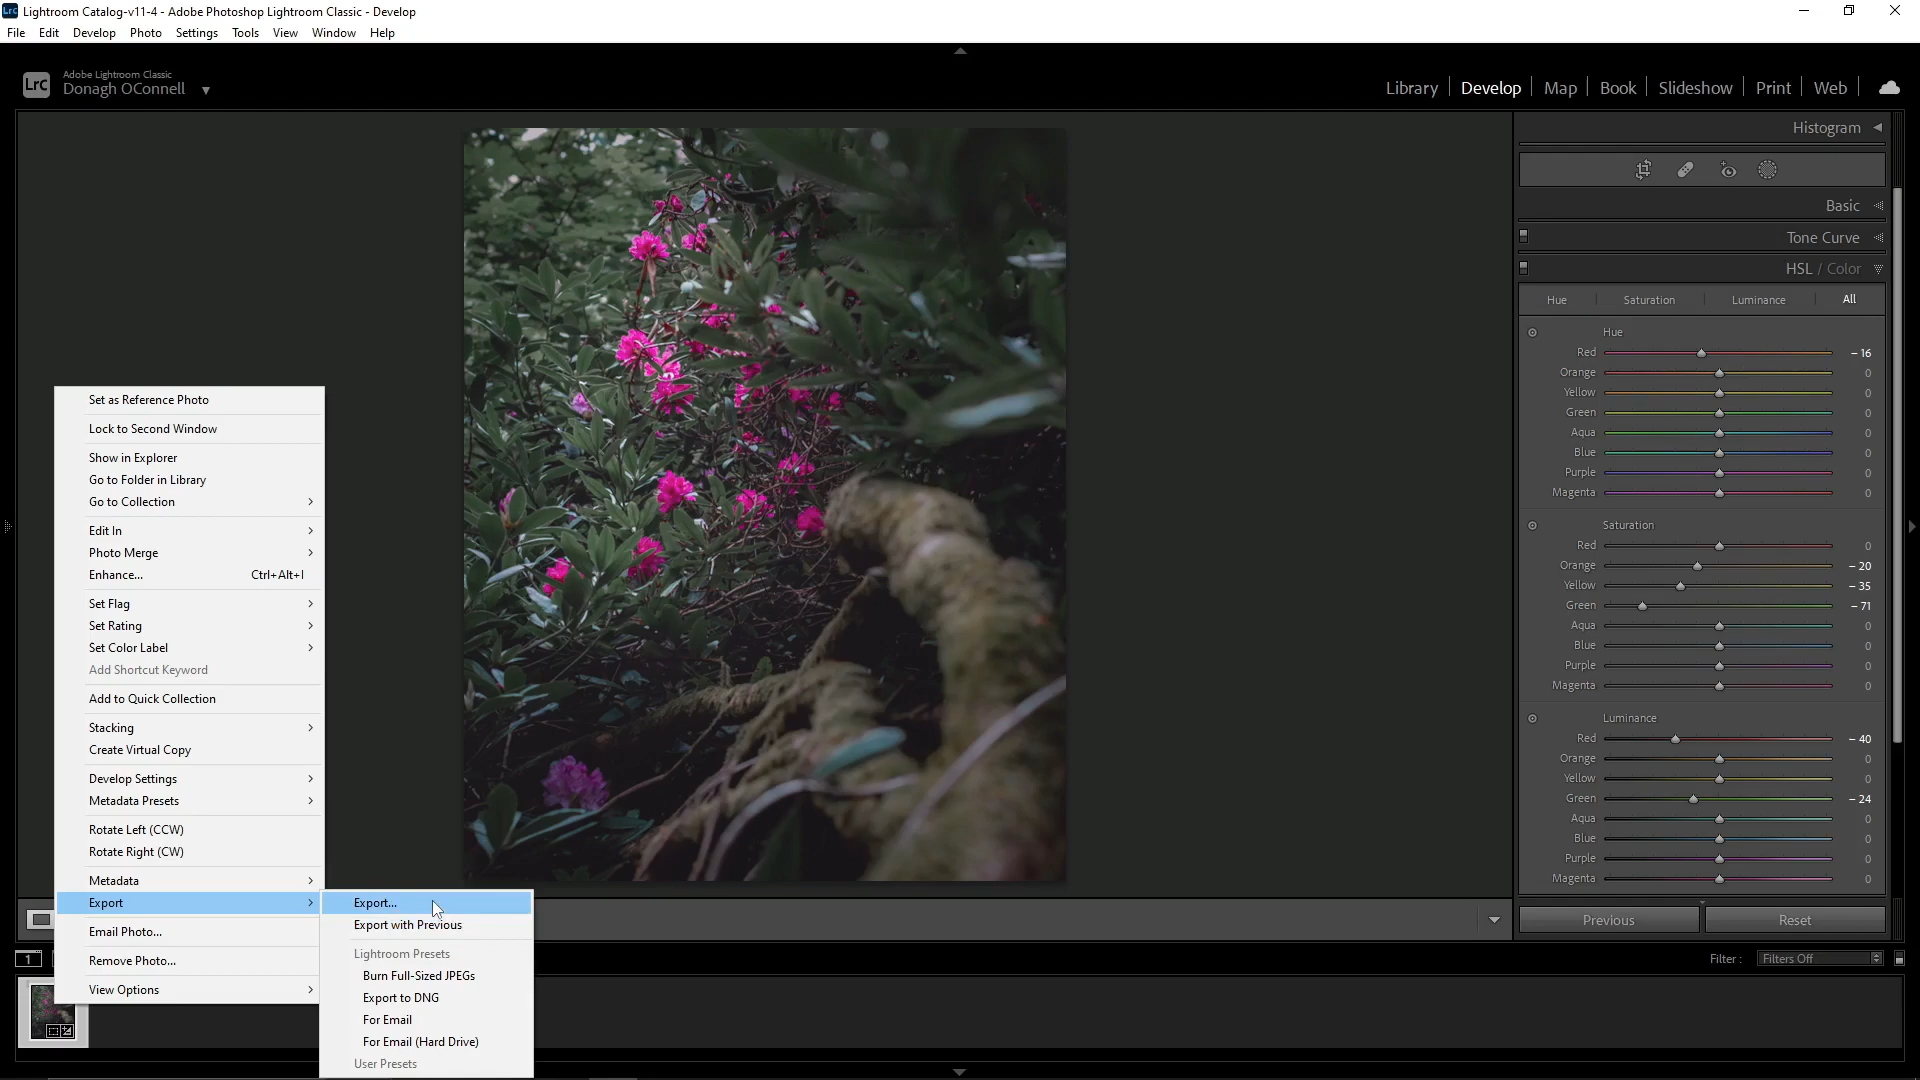 Lrc Lightroom Catalog-v11-4 - Adobe Photoshop Lightroom Classic - Develop
File Edit Develop Photo Settings Tools View Window Help
LrC
Adobe Lightroom Classic
Donagh OConnell
Library Develop Map Book Slideshow Print Web
Set as Reference Photo
Lock to Second Window
Show in Explorer
Go to Folder in Library
Go to Collection
Edit In
Photo Merge
Enhance... Ctrl+Alt+I
Set Flag
Set Rating
Set Color Label
Add Shortcut Keyword
Add to Quick Collection
Stacking
Create Virtual Copy
Develop Settings
Metadata Presets
Rotate Left (CCW)
Rotate Right (CW)
Metadata
Export
Email Photo...
Remove Photo...
View Options
Export...
Export with Previous
Lightroom Presets
Burn Full-Sized JPEGs
Export to DNG
For Email
For Email (Hard Drive)
User Presets
1
Histogram
Basic
Tone Curve
HSL / Color
Hue Saturation Luminance All
Hue
Red - 16
Orange 0
Yellow 0
Green 0
Aqua 0
Blue 0
Purple 0
Magenta 0
Saturation
Red 0
Orange - 20
Yellow - 35
Green - 71
Aqua 0
Blue 0
Purple 0
Magenta 0
Luminance
Red - 40
Orange 0
Yellow 0
Green - 24
Aqua 0
Blue 0
Purple 0
Magenta 0
Previous Reset
Filter : Filters Off